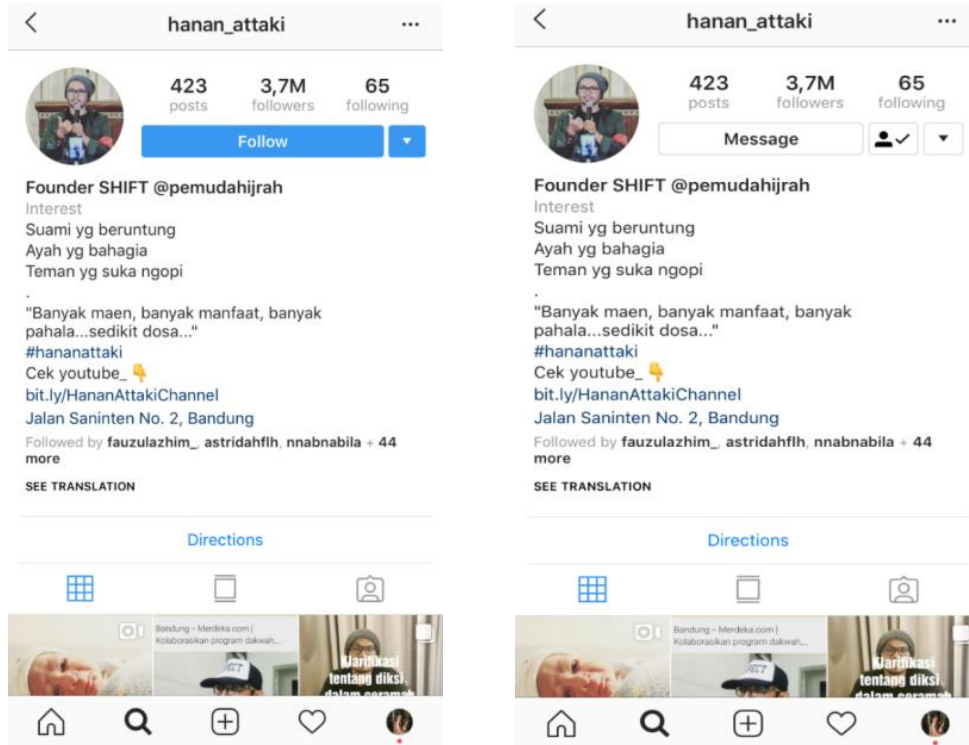 hanan_attaki
423 3,7M 65
posts followers following
Follow
Founder SHIFT @pemudahijrah
Interest
Suami yg beruntung
Ayah yg bahagia
Teman yg suka ngopi
.
"Banyak maen, banyak manfaat, banyak
pahala...sedikit dosa..."
#hananattaki
Cek youtube_ 👇
bit.ly/HananAttakiChannel
Jalan Saninten No. 2, Bandung
Followed by fauzulazhim_, astridahflh, nnabnabila + 44
more
SEE TRANSLATION
Directions
Bandung - Merdeka.com |
Kolaborasikan program dakwah,...
Klarifikasi
tentang diksi
dalam ceramah
hanan_attaki
423 3,7M 65
posts followers following
Message
Founder SHIFT @pemudahijrah
Interest
Suami yg beruntung
Ayah yg bahagia
Teman yg suka ngopi
.
"Banyak maen, banyak manfaat, banyak
pahala...sedikit dosa..."
#hananattaki
Cek youtube_ 👇
bit.ly/HananAttakiChannel
Jalan Saninten No. 2, Bandung
Followed by fauzulazhim_, astridahflh, nnabnabila + 44
more
SEE TRANSLATION
Directions
Bandung - Merdeka.com |
Kolaborasikan program dakwah,...
Klarifikasi
tentang diksi
dalam ceramah